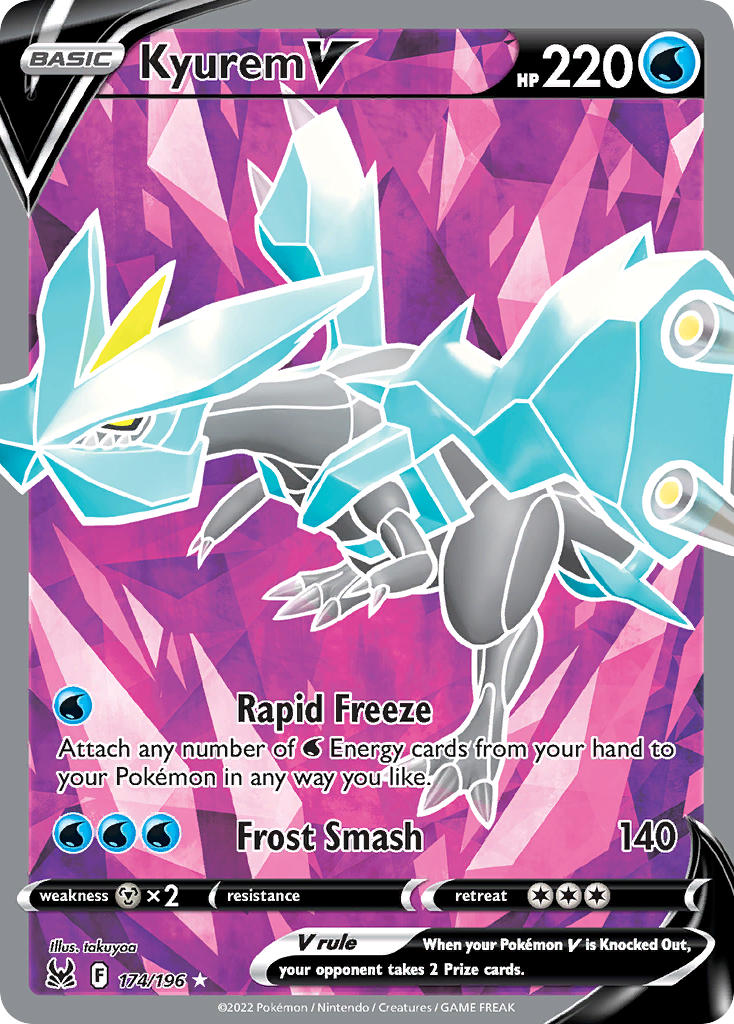 BASIC Kyurem V HP 220
Rapid Freeze
Attach any number of Energy cards from your hand to
your Pokémon in any way you like.
Frost Smash 140
weakness ×2 resistance retreat
Illus. takuyoa
V rule When your Pokémon V is Knocked Out,
your opponent takes 2 Prize cards.
F 174/196 ★
©2022 Pokémon / Nintendo / Creatures / GAME FREAK